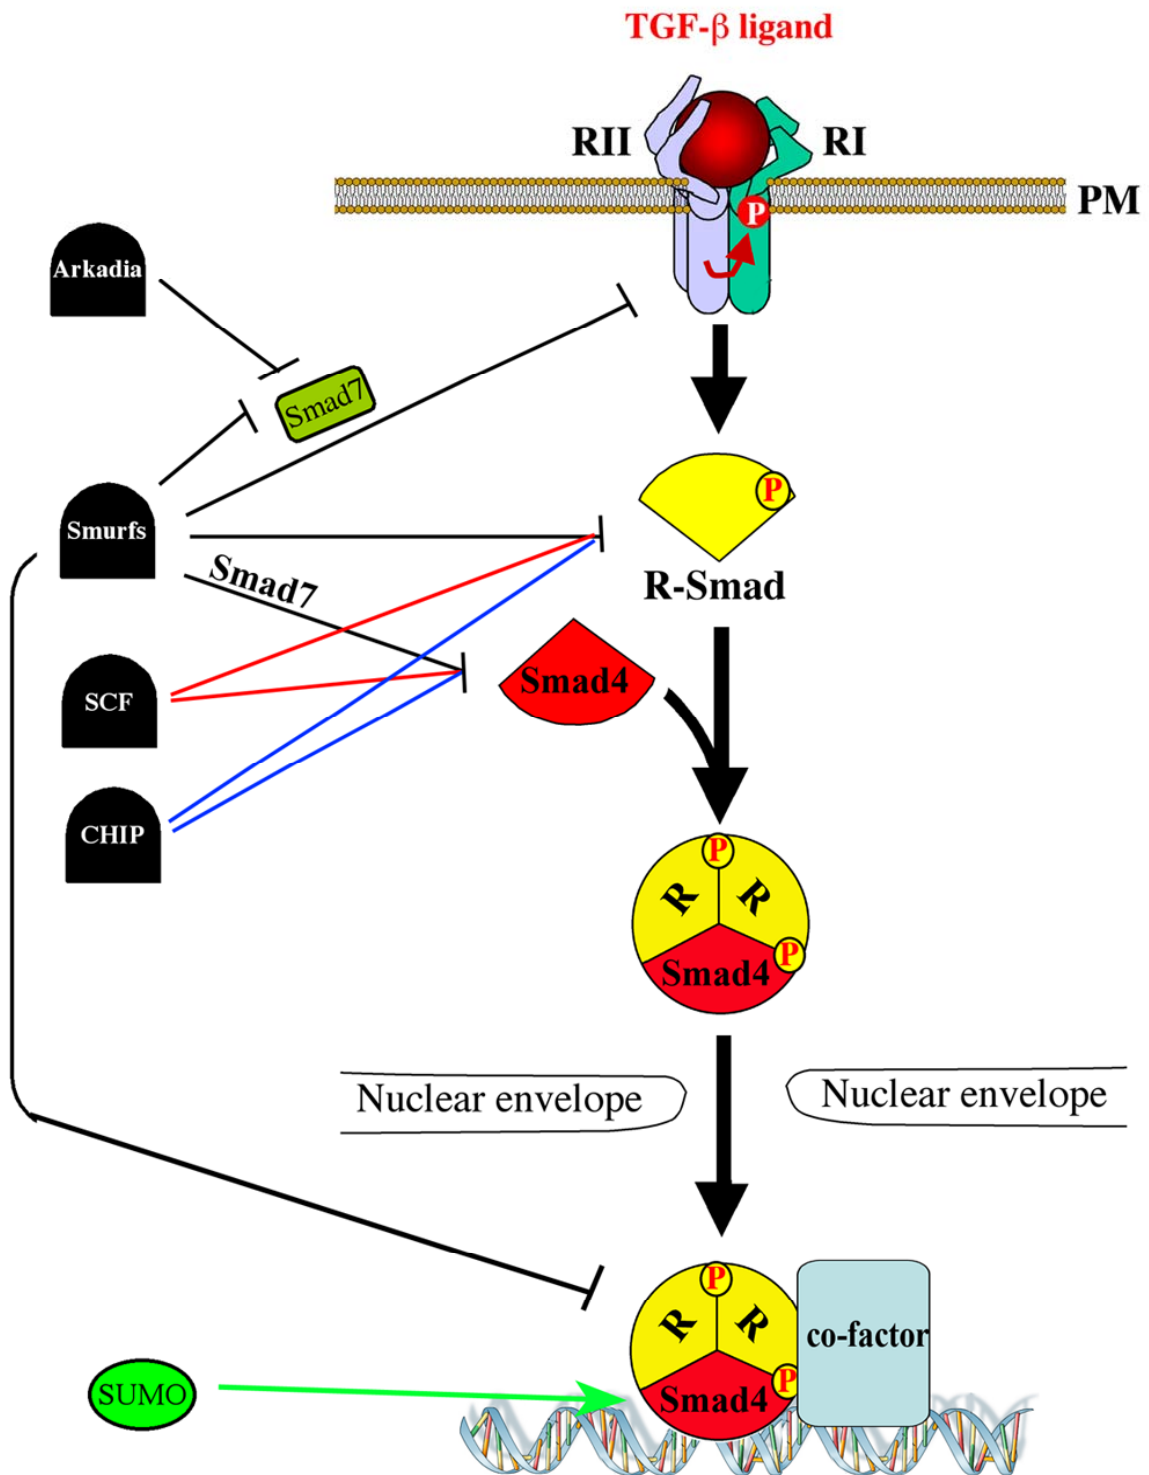 TGF-β ligand
RII
RI
P
PM
Arkadia
Smad7
P
Smurfs
R-Smad
Smad7
Smad4
SCF
CHIP
P
R
R
P
Smad4
Nuclear envelope
Nuclear envelope
P
R
R
co-factor
P
Smad4
SUMO